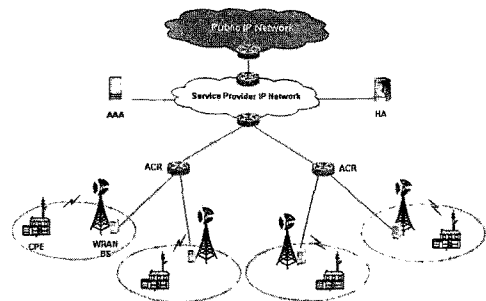 Public IP Network
Service Provider IP Network
AAA
HA
ACR
ACR
CPE
WRAN
BS